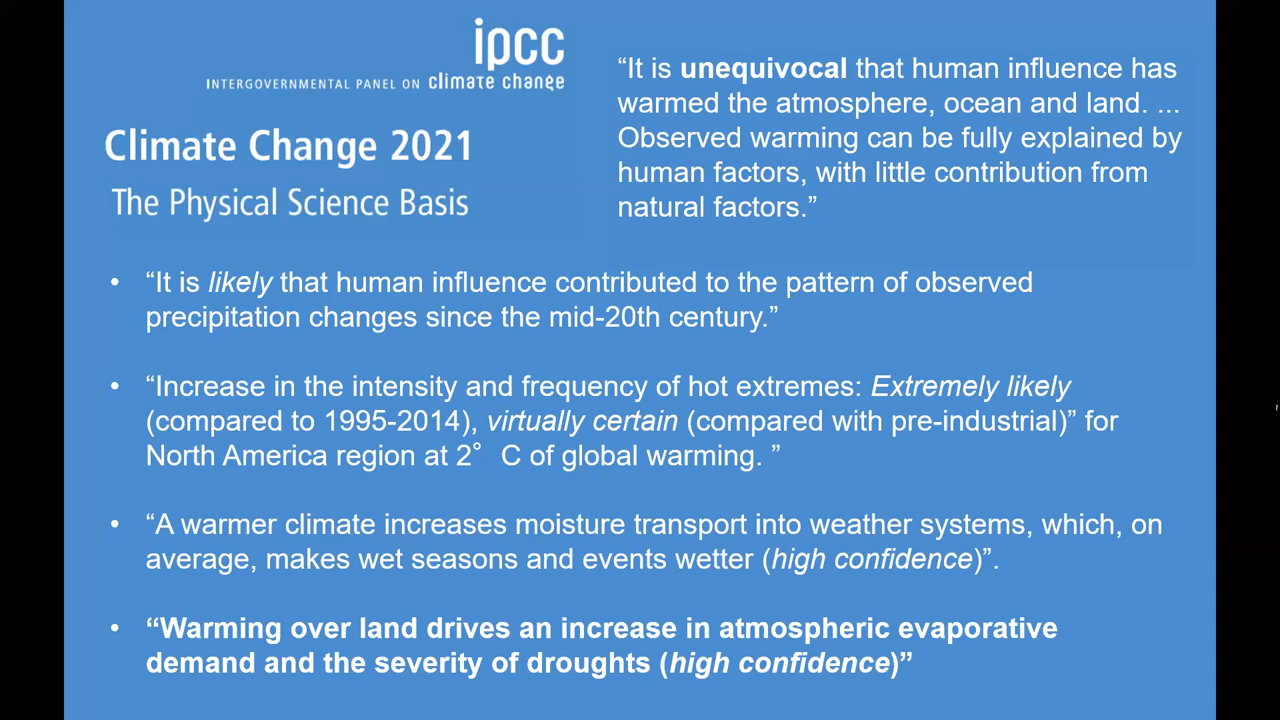 ipcc
INTERGOVERNMENTAL PANEL ON climate change
Climate Change 2021
The Physical Science Basis
“It is unequivocal that human influence has
warmed the atmosphere, ocean and land. ...
Observed warming can be fully explained by
human factors, with little contribution from
natural factors.”
• “It is likely that human influence contributed to the pattern of observed
precipitation changes since the mid-20th century.”
• “Increase in the intensity and frequency of hot extremes: Extremely likely
(compared to 1995-2014), virtually certain (compared with pre-industrial)” for
North America region at 2° C of global warming. ”
• “A warmer climate increases moisture transport into weather systems, which, on
average, makes wet seasons and events wetter (high confidence)”.
• “Warming over land drives an increase in atmospheric evaporative
demand and the severity of droughts (high confidence)”